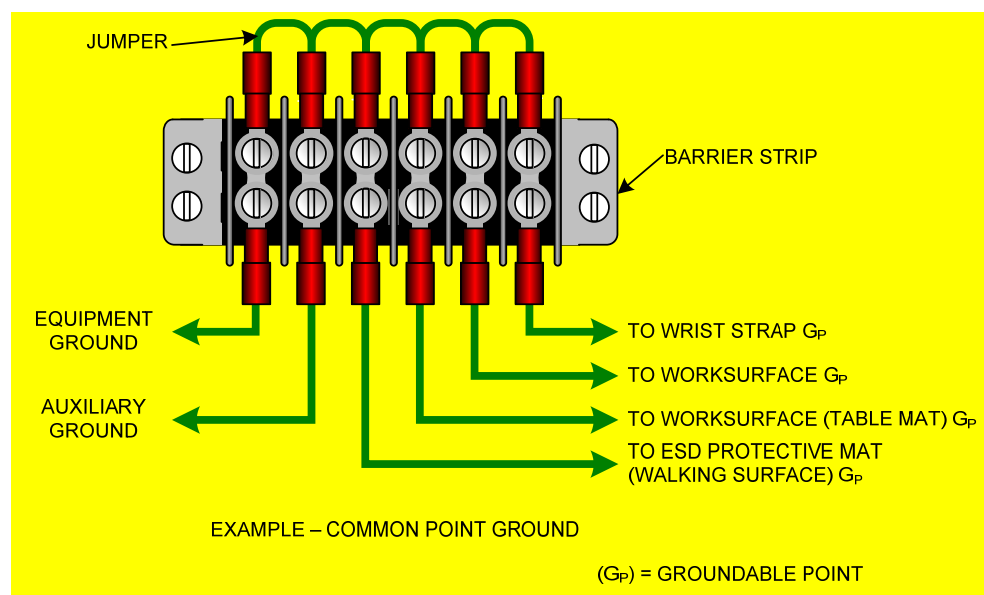 JUMPER
BARRIER STRIP
EQUIPMENT
GROUND
TO WRIST STRAP GP
TO WORKSURFACE GP
AUXILIARY
GROUND
TO WORKSURFACE (TABLE MAT) GP
TO ESD PROTECTIVE MAT
(WALKING SURFACE) GP
EXAMPLE – COMMON POINT GROUND
(GP) = GROUNDABLE POINT